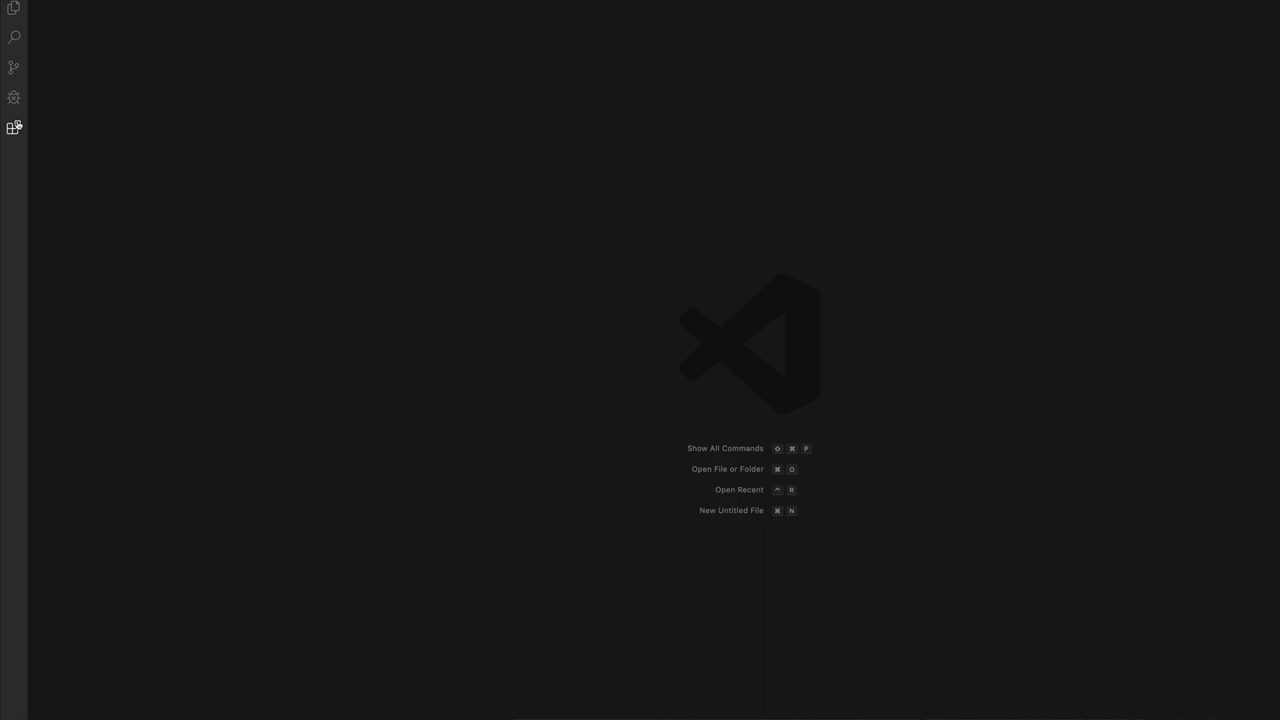 Show All Commands ⇧ ⌘ P
Open File or Folder ⌘ O
Open Recent ^ R
New Untitled File ⌘ N